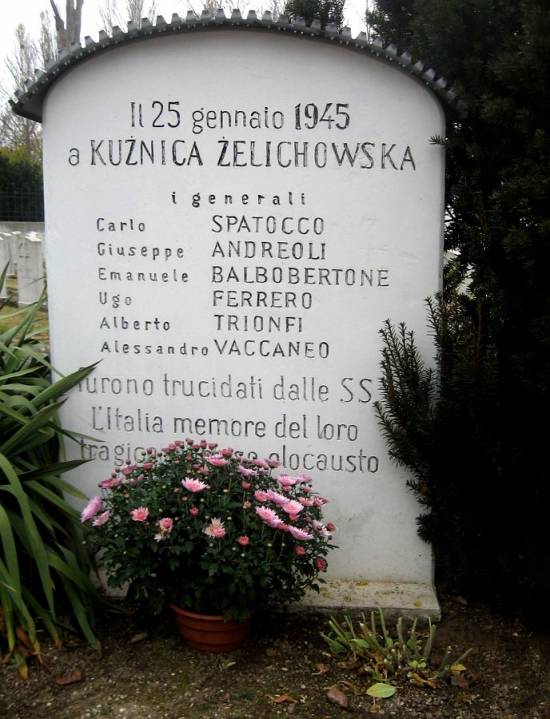 Il 25 gennaio 1945
a KUŹNICA ŻELICHOWSKA
i generali
Carlo SPATOCCO
Giuseppe ANDREOLI
Emanuele BALBOBERTONE
Ugo FERRERO
Alberto TRIONFI
Alessandro VACCANEO
furono trucidati dalle SS
L'Italia memore del loro
tragico olocausto